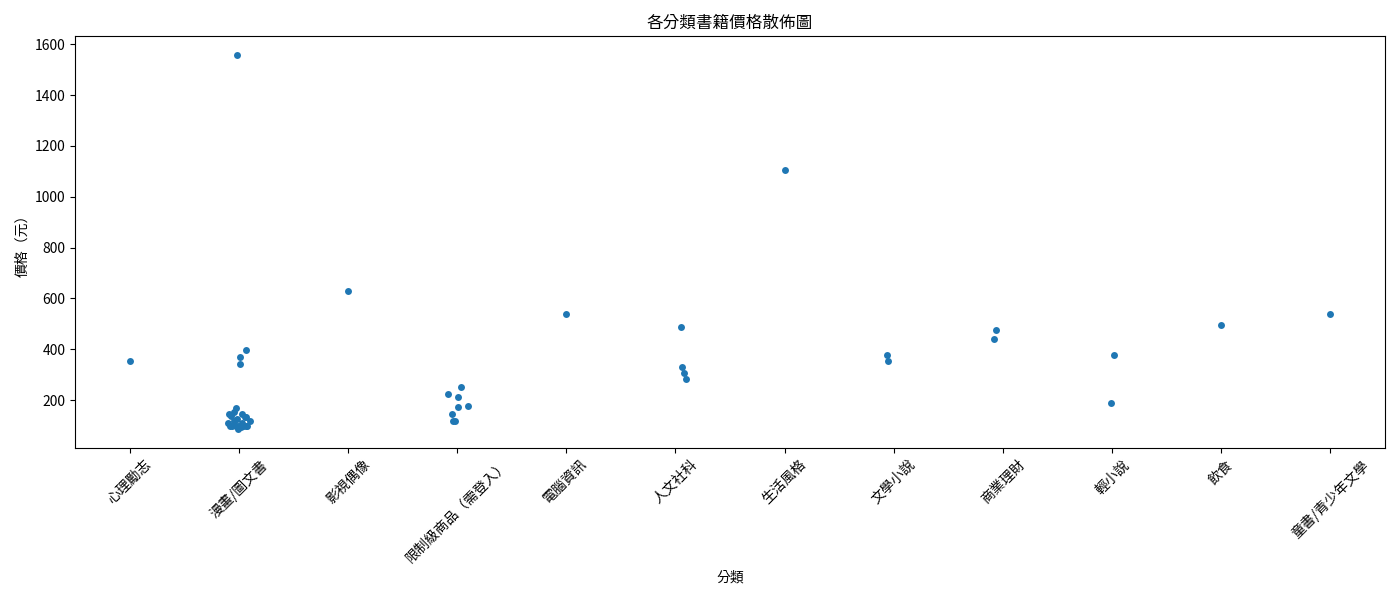 各分類書籍價格散佈圖
價格（元）
1600
1400
1200
1000
800
600
400
200
心理勵志
漫畫/圖文書
影視偶像
限制級商品（需登入）
電腦資訊
人文社科
生活風格
文學小說
商業理財
輕小說
飲食
童書/青少年文學
分類